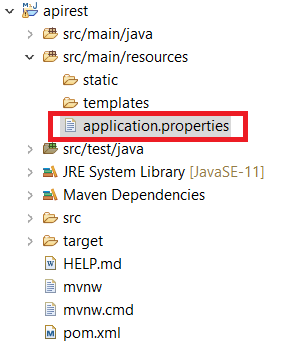 apirest
src/main/java
src/main/resources
static
templates
application.properties
src/test/java
JRE System Library [JavaSE-11]
Maven Dependencies
src
target
HELP.md
mvnw
mvnw.cmd
pom.xml